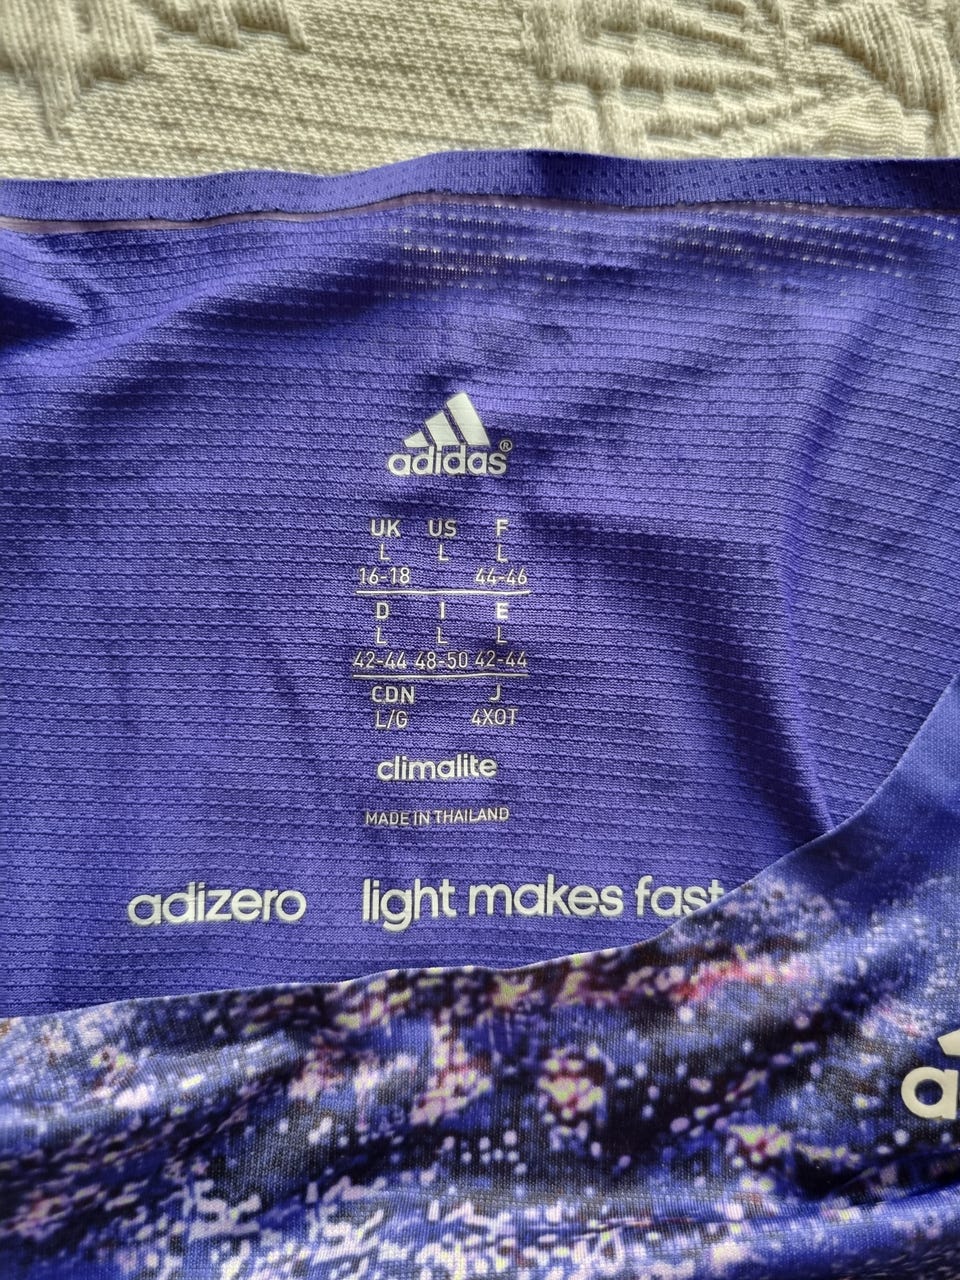 adidas®
UK US F
L L L
16-18 44-46
D I E
L L L
42-44 48-50 42-44
CDN J
L/G 4XOT
climalite
MADE IN THAILAND
adizero light makes fast
a